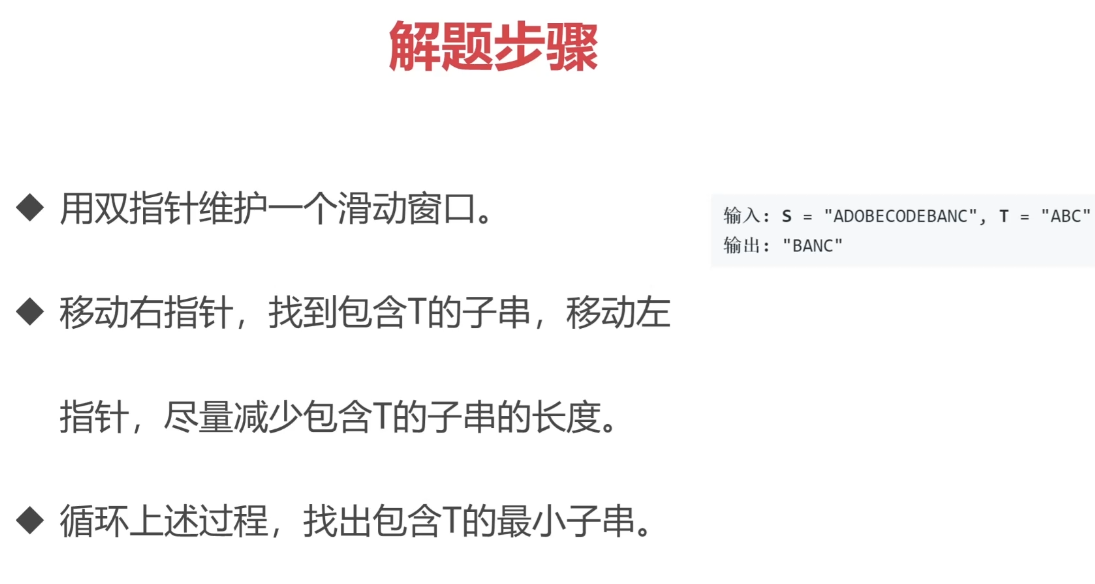 解题步骤
◆ 用双指针维护一个滑动窗口。
输入: S = "ADOBECODEBANC", T = "ABC"
输出: "BANC"
◆ 移动右指针，找到包含T的子串，移动左
指针，尽量减少包含T的子串的长度。
◆ 循环上述过程，找出包含T的最小子串。